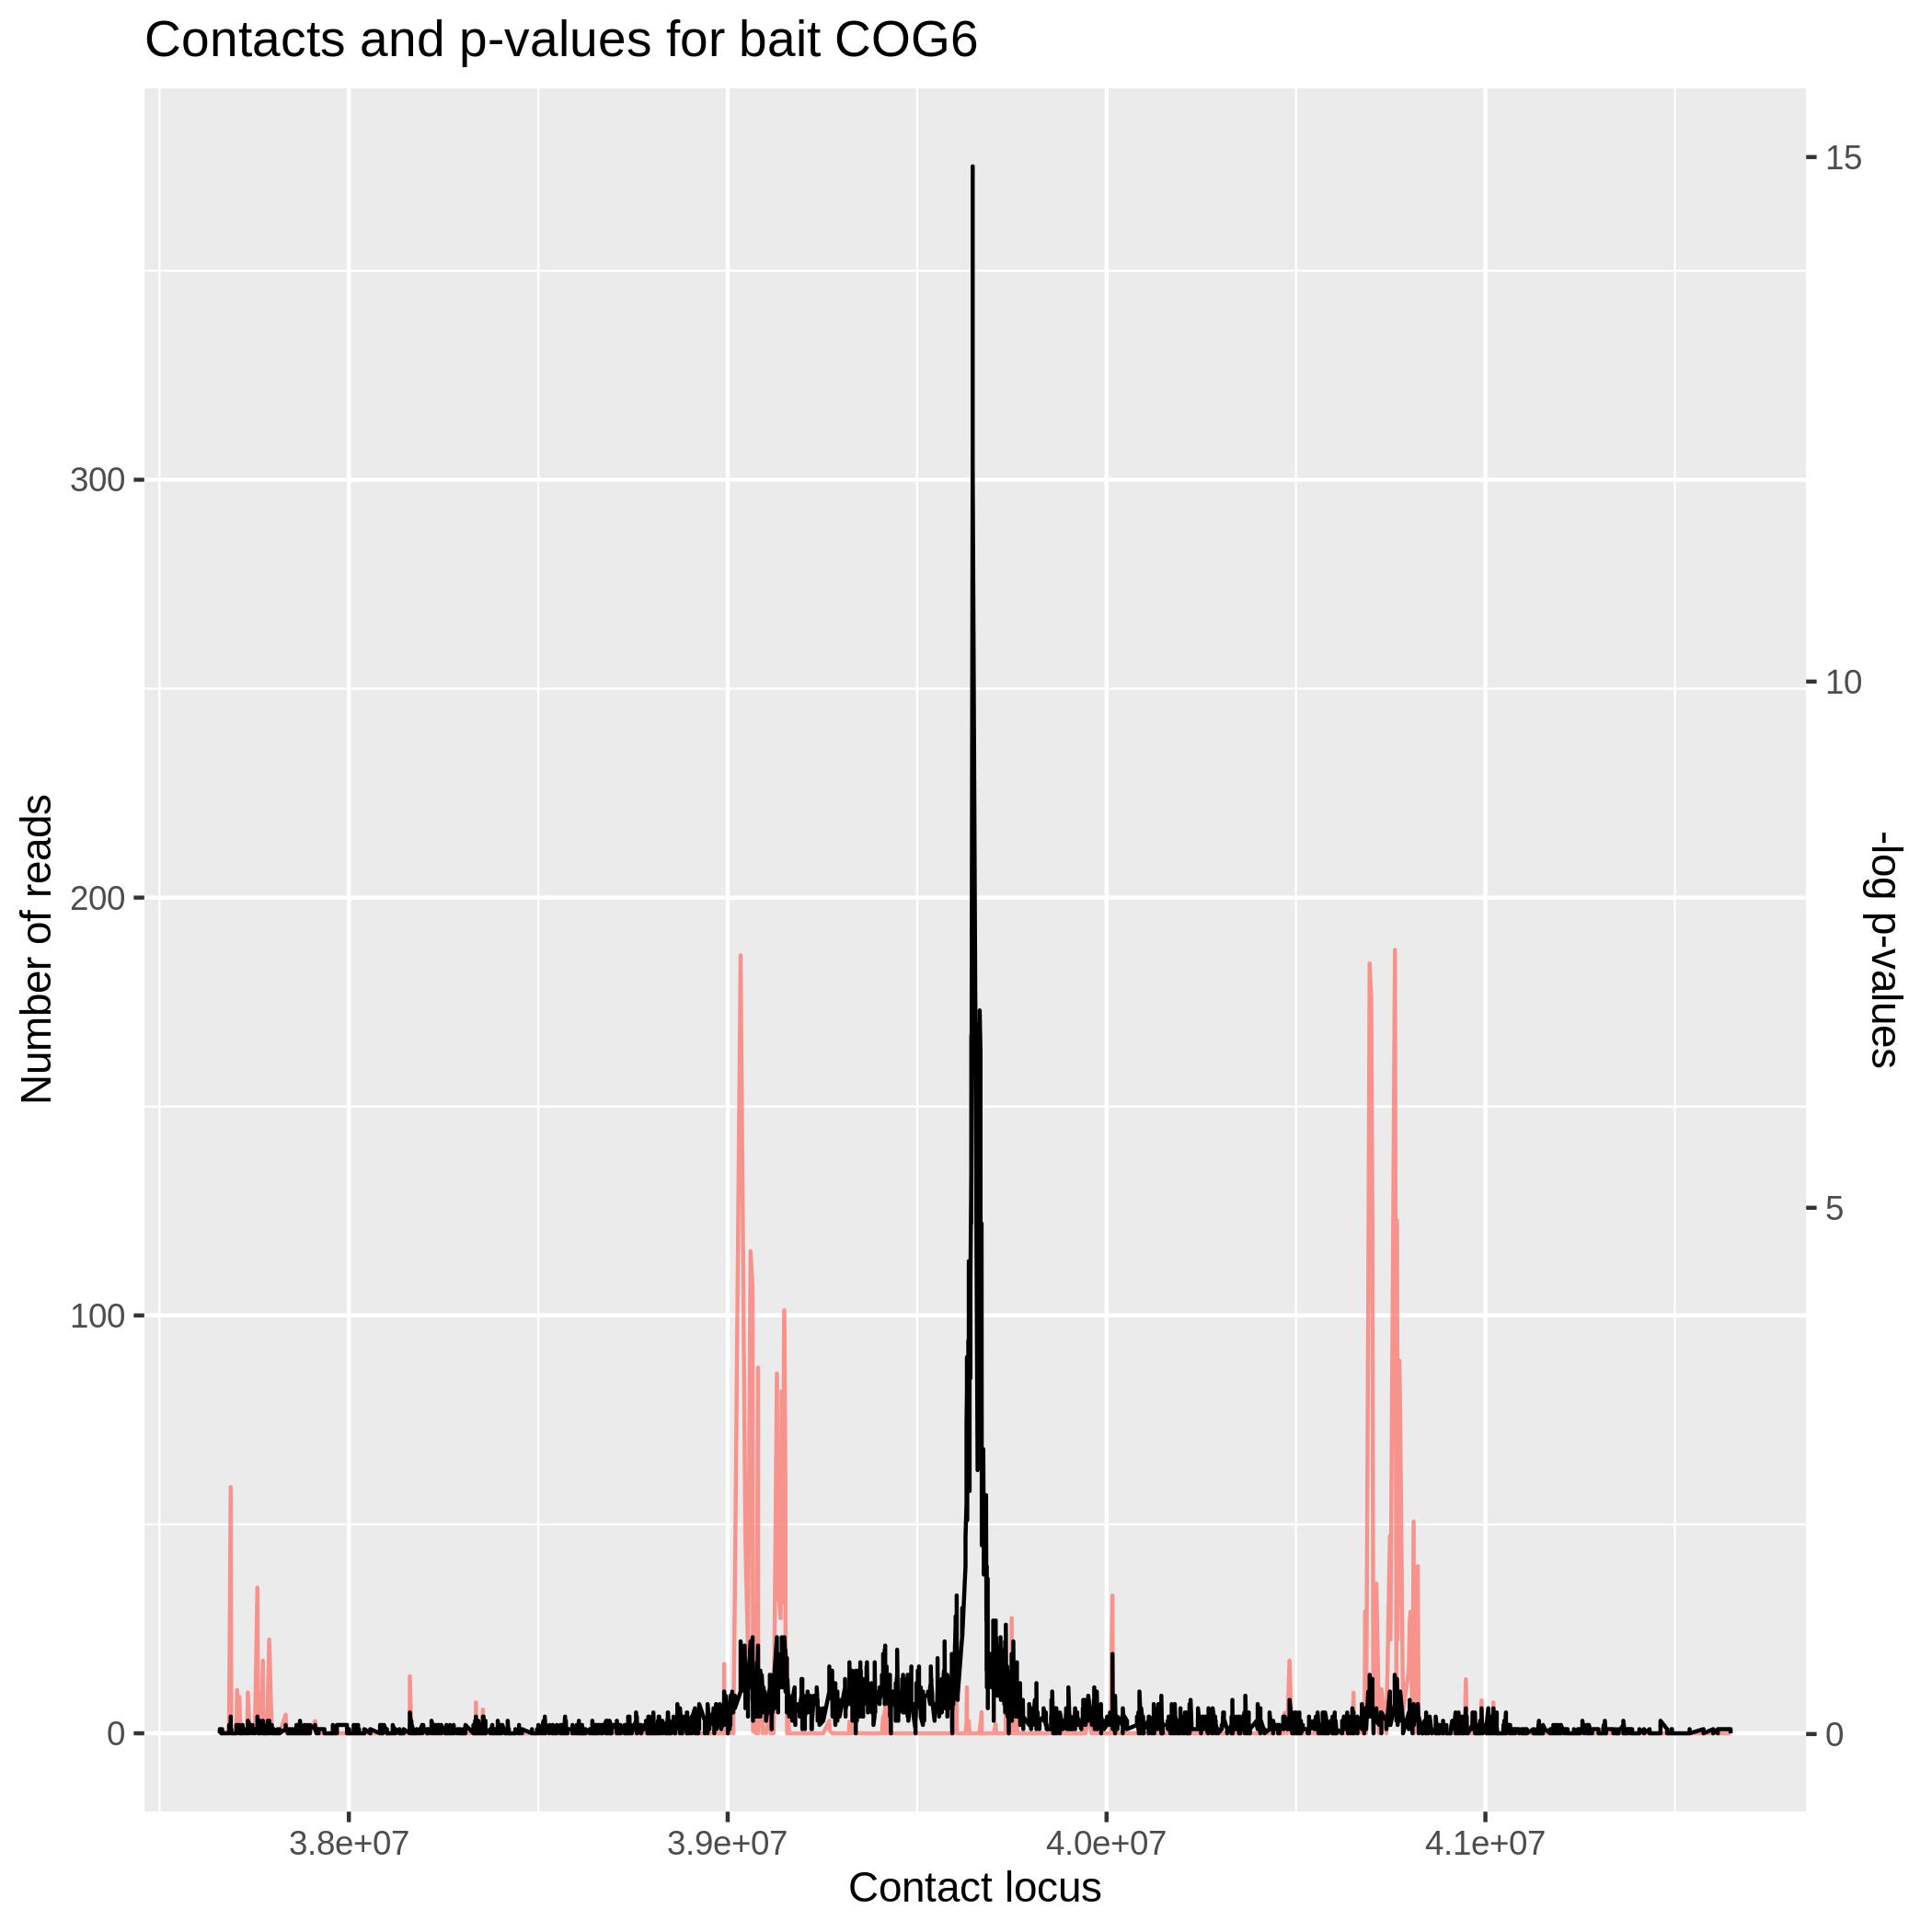 Contacts and p-values for bait COG6
Number of reads
300
200
100
0
15
10
5
0
-log p-values
3.8e+07 3.9e+07 4.0e+07 4.1e+07
Contact locus